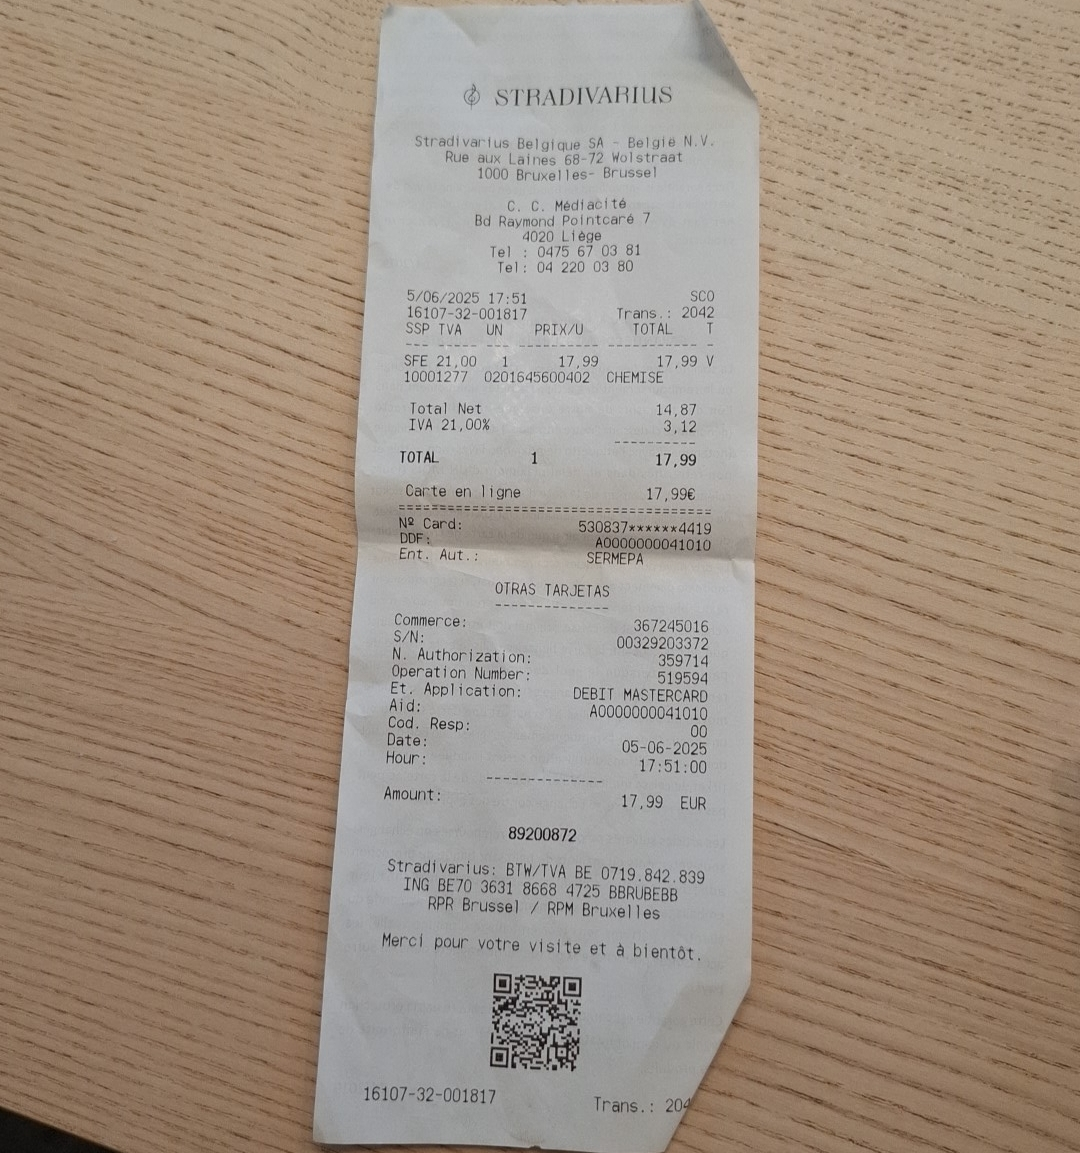 STRADIVARIUS
Stradivarius Belgique SA - België N.V.
Rue aux Laines 68-72 Wolstraat
1000 Bruxelles- Brussel
C. C. Médiacité
Bd Raymond Pointcaré 7
4020 Liège
Tel : 0475 67 03 81
Tel: 04 220 03 80
5/06/2025 17:51 SCO
16107-32-001817 Trans.: 2042
SSP TVA UN PRIX/U TOTAL T
--- ----- ---- --------- ----------- -
SFE 21,00 1 17,99 17,99 V
10001277 0201645600402 CHEMISE
Total Net 14,87
IVA 21,00% 3,12
----------
TOTAL 1 17,99
Carte en ligne 17,99€
======================================
Nº Card: 530837******4419
DDF: A0000000041010
Ent. Aut.: SERMEPA
OTRAS TARJETAS
--------------
Commerce: 367245016
S/N: 00329203372
N. Authorization: 359714
Operation Number: 519594
Et. Application: DEBIT MASTERCARD
Aid: A0000000041010
Cod. Resp: 00
Date: 05-06-2025
Hour: 17:51:00
--------------
Amount: 17,99 EUR
89200872
Stradivarius: BTW/TVA BE 0719.842.839
ING BE70 3631 8668 4725 BBRUBEBB
RPR Brussel / RPM Bruxelles
Merci pour votre visite et à bientôt.
16107-32-001817 Trans.: 204